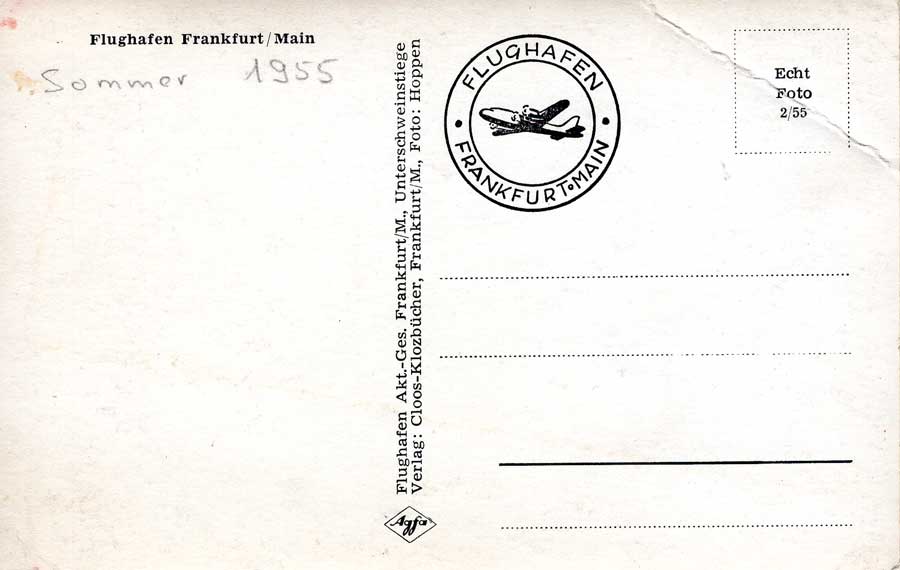 Flughafen Frankfurt/Main
Sommer 1955
Flughafen Akt.-Ges. Frankfurt/M., Unterschweinstiege
Verlag: Cloos-Klozbücher, Frankfurt/M., Foto: Hoppen
Agfa
FLUGHAFEN
FRANKFURT•MAIN
Echt
Foto
2/55